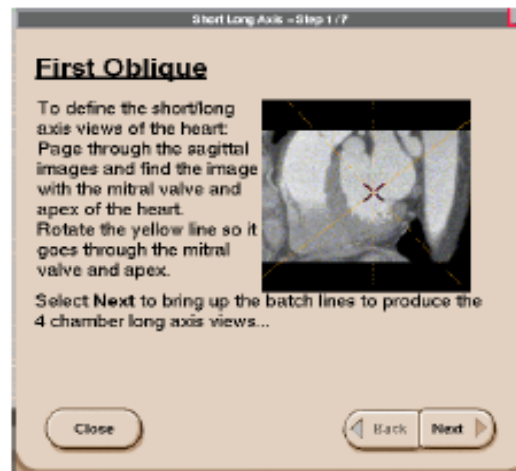 Short Long Axis - Step 1 / 7
First Oblique
To define the short/long
axis views of the heart:
Page through the sagittal
images and find the image
with the mitral valve and
apex of the heart.
Rotate the yellow line so it
goes through the mitral
valve and apex.
Select Next to bring up the batch lines to produce the
4 chamber long axis views...
Close
Back
Next